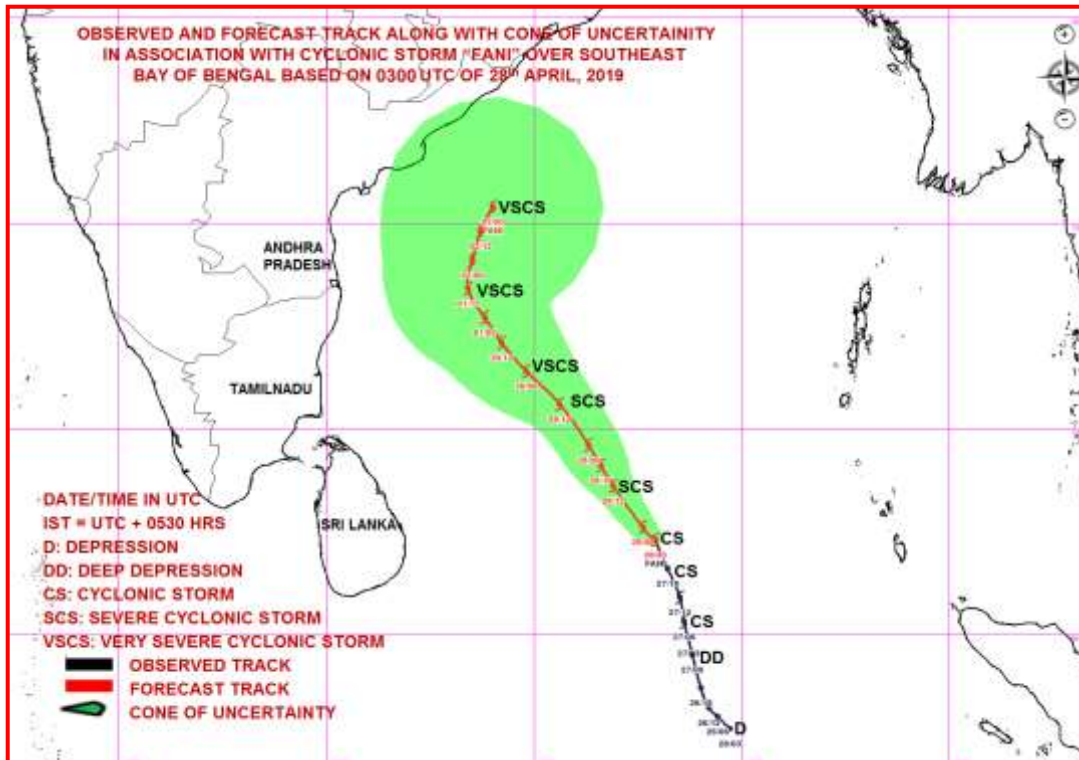 OBSERVED AND FORECAST TRACK ALONG WITH CONE OF UNCERTAINITY
IN ASSOCIATION WITH CYCLONIC STORM "FANI" OVER SOUTHEAST
BAY OF BENGAL BASED ON 0300 UTC OF 28th APRIL, 2019
VSCS
ANDHRA
PRADESH
VSCS
VSCS
TAMILNADU
SCS
SCS
SRI LANKA
CS
CS
CS
DD
D
DATE/TIME IN UTC
IST = UTC + 0530 HRS
D: DEPRESSION
DD: DEEP DEPRESSION
CS: CYCLONIC STORM
SCS: SEVERE CYCLONIC STORM
VSCS: VERY SEVERE CYCLONIC STORM
OBSERVED TRACK
FORECAST TRACK
CONE OF UNCERTAINTY